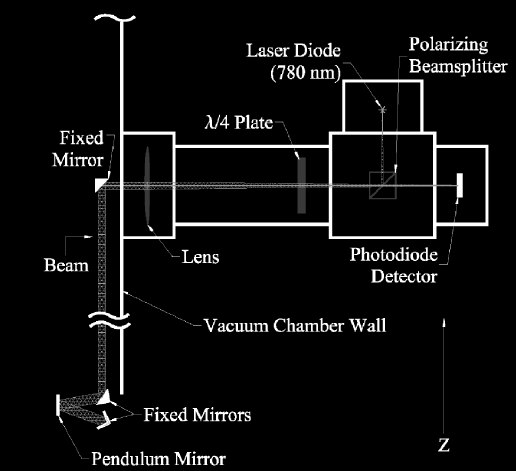 Laser Diode
(780 nm)
Polarizing
Beamsplitter
λ/4 Plate
Fixed
Mirror
Beam
Lens
Photodiode
Detector
Vacuum Chamber Wall
Fixed Mirrors
Z
Pendulum Mirror